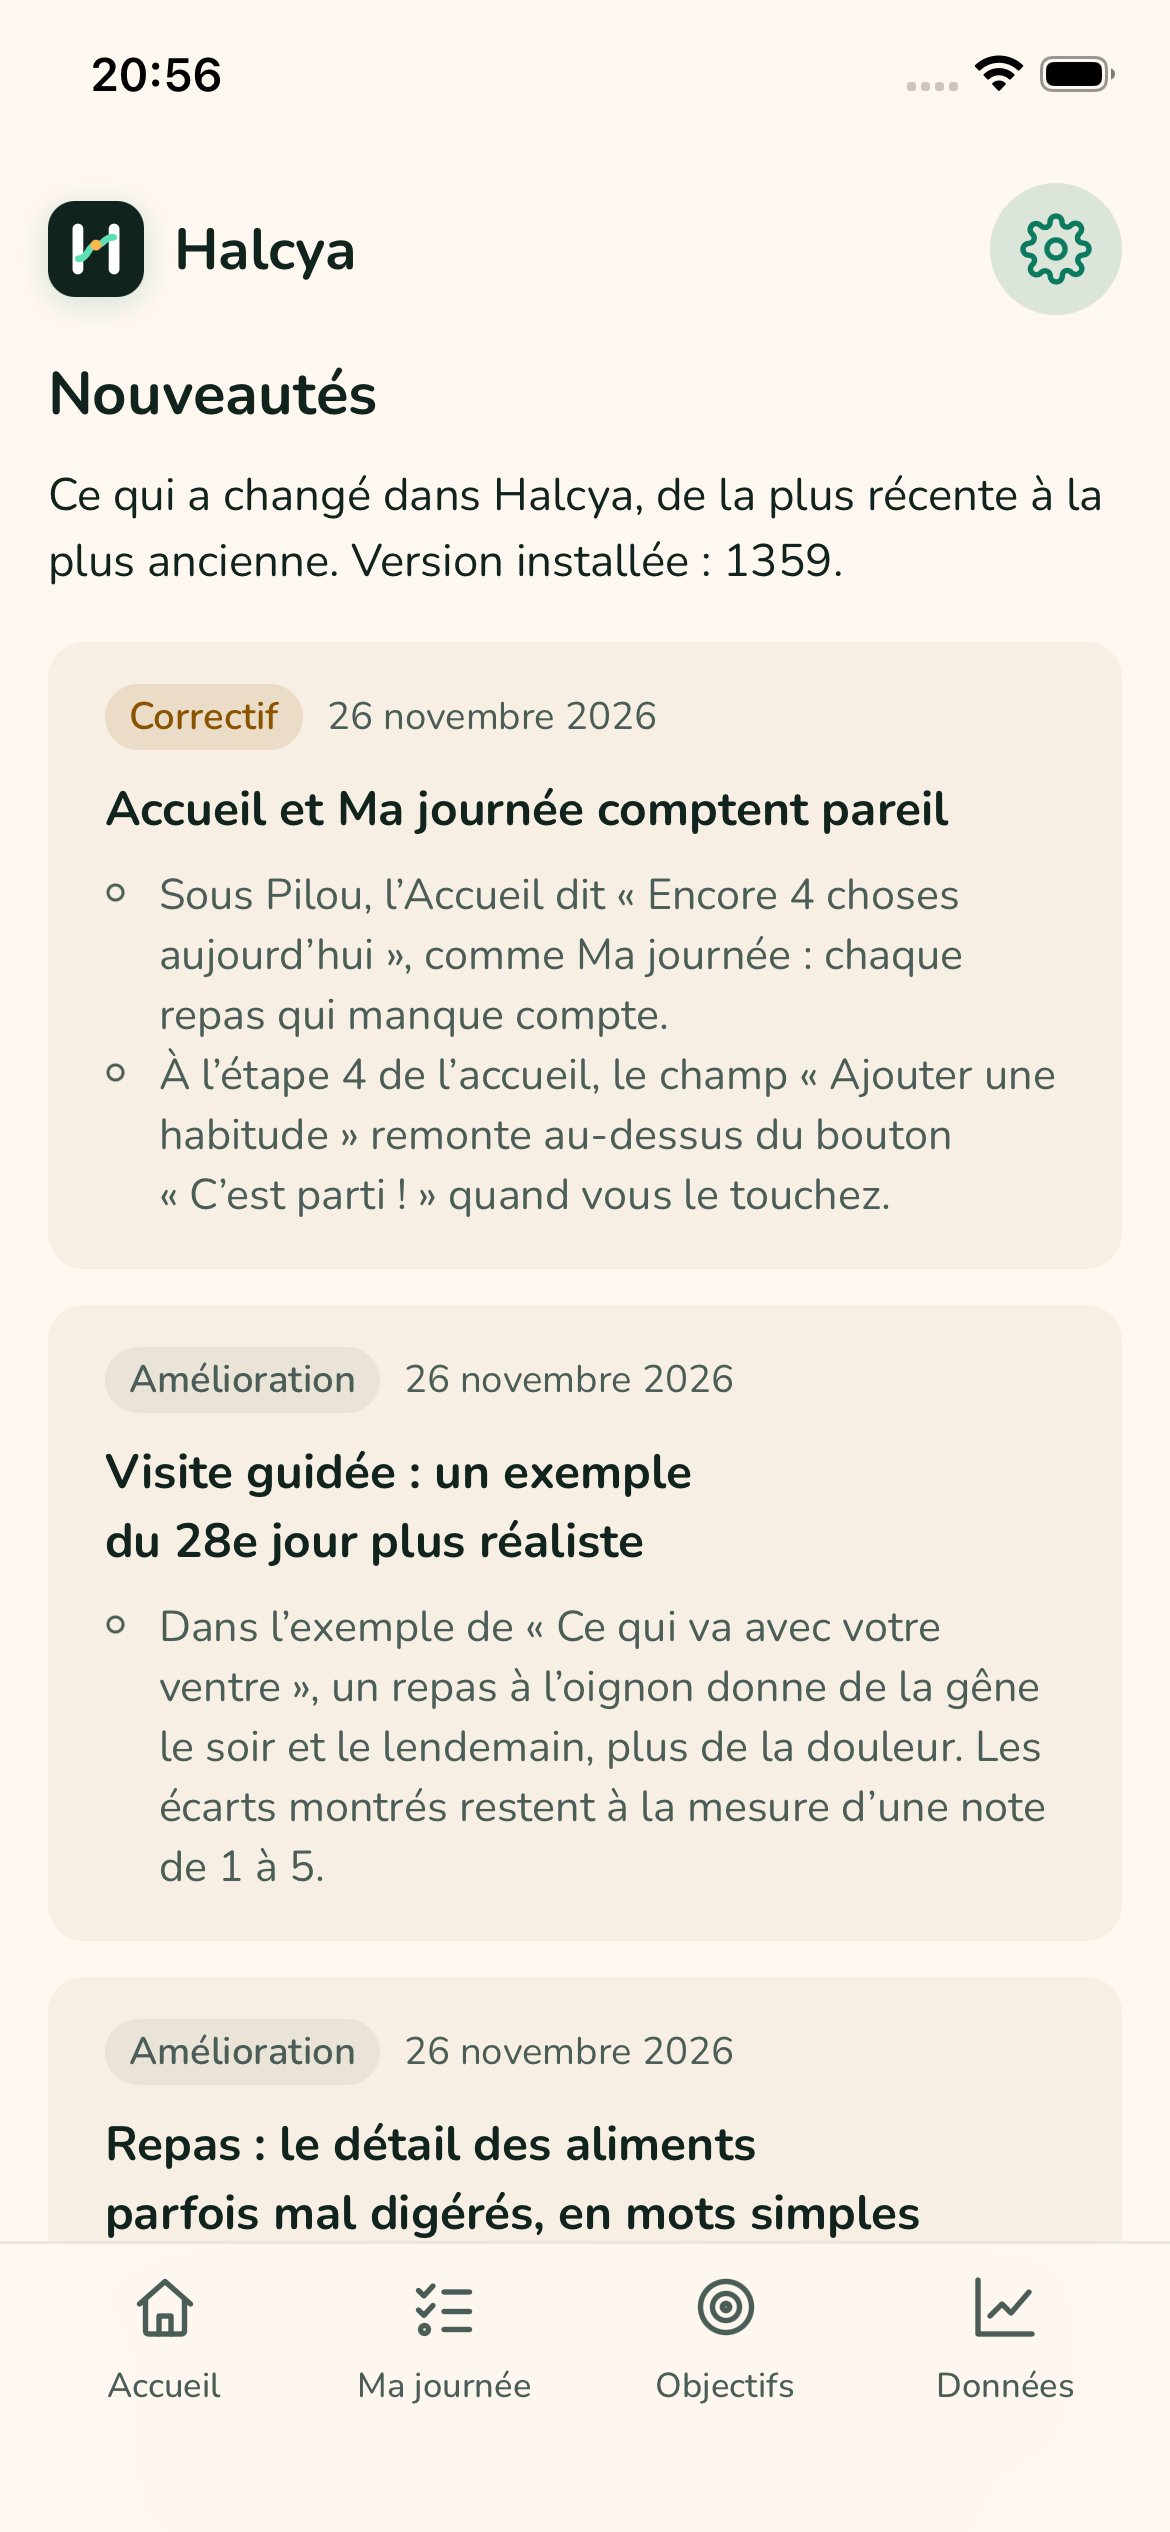 20:56
Halcya
Nouveautés
Ce qui a changé dans Halcya, de la plus récente à la
plus ancienne. Version installée : 1359.
Correctif 26 novembre 2026
Accueil et Ma journée comptent pareil
Sous Pilou, l’Accueil dit « Encore 4 choses
aujourd’hui », comme Ma journée : chaque
repas qui manque compte.
À l’étape 4 de l’accueil, le champ « Ajouter une
habitude » remonte au-dessus du bouton
« C’est parti ! » quand vous le touchez.
Amélioration 26 novembre 2026
Visite guidée : un exemple
du 28e jour plus réaliste
Dans l’exemple de « Ce qui va avec votre
ventre », un repas à l’oignon donne de la gêne
le soir et le lendemain, plus de la douleur. Les
écarts montrés restent à la mesure d’une note
de 1 à 5.
Amélioration 26 novembre 2026
Repas : le détail des aliments
parfois mal digérés, en mots simples
Accueil Ma journée Objectifs Données